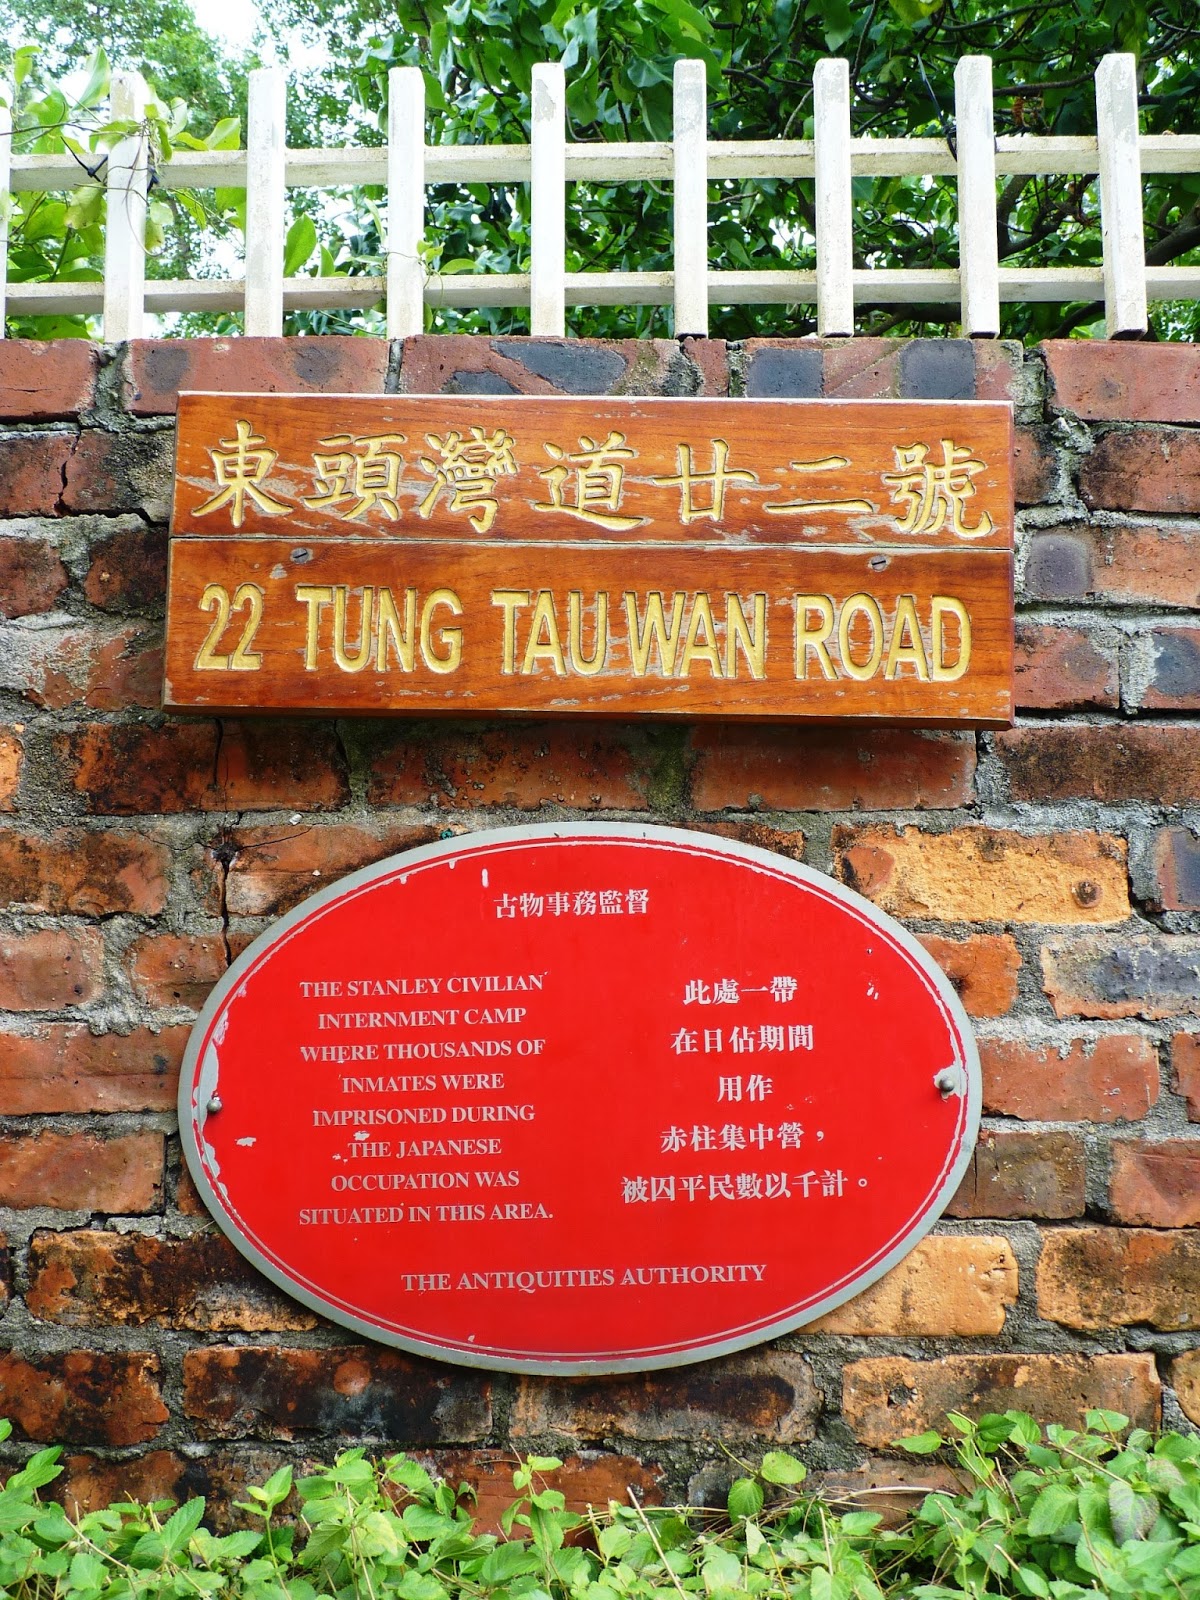 東頭灣道廿二號
22 TUNG TAU WAN ROAD
古物事務監督
THE STANLEY CIVILIAN
INTERNMENT CAMP
WHERE THOUSANDS OF
INMATES WERE
IMPRISONED DURING
THE JAPANESE
OCCUPATION WAS
SITUATED IN THIS AREA.
此處一帶
在日佔期間
用作
赤柱集中營，
被囚平民數以千計。
THE ANTIQUITIES AUTHORITY